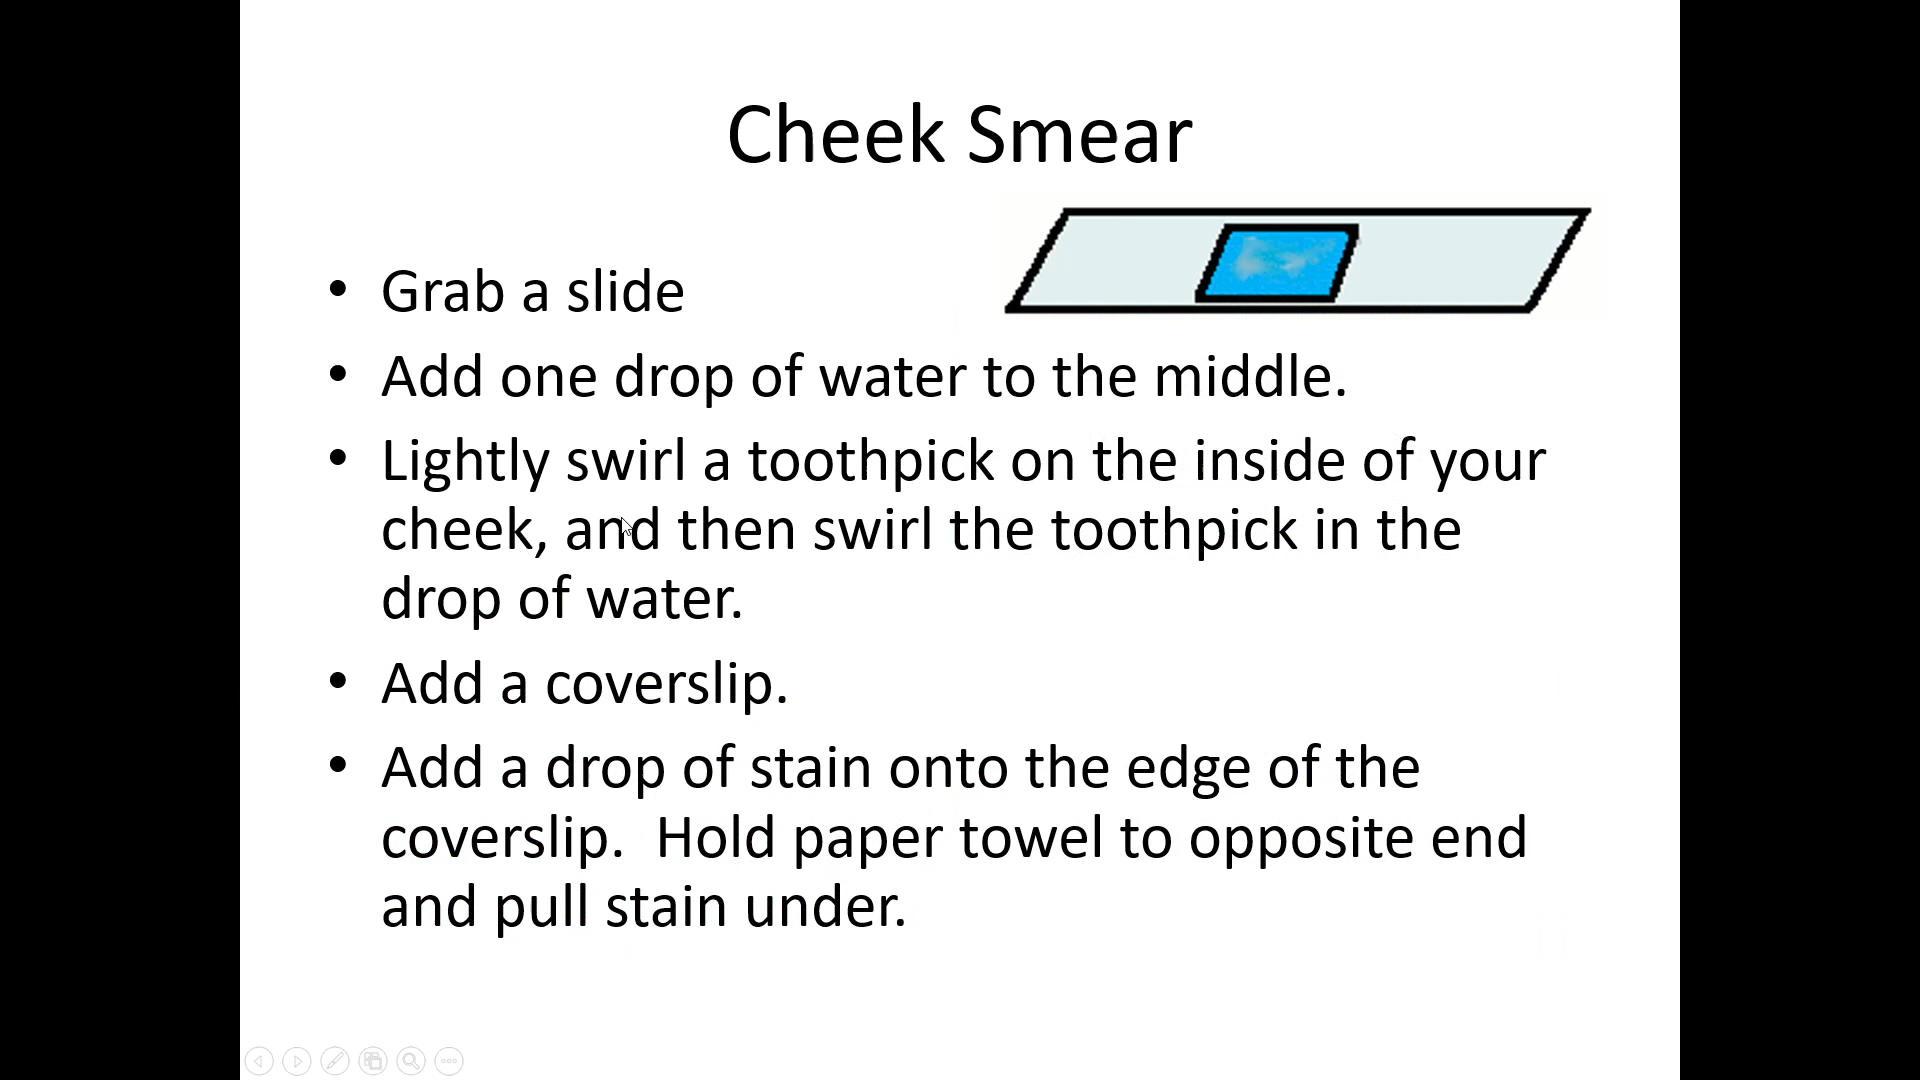 Cheek Smear
• Grab a slide
• Add one drop of water to the middle.
• Lightly swirl a toothpick on the inside of your
cheek, and then swirl the toothpick in the
drop of water.
• Add a coverslip.
• Add a drop of stain onto the edge of the
coverslip.  Hold paper towel to opposite end
and pull stain under.